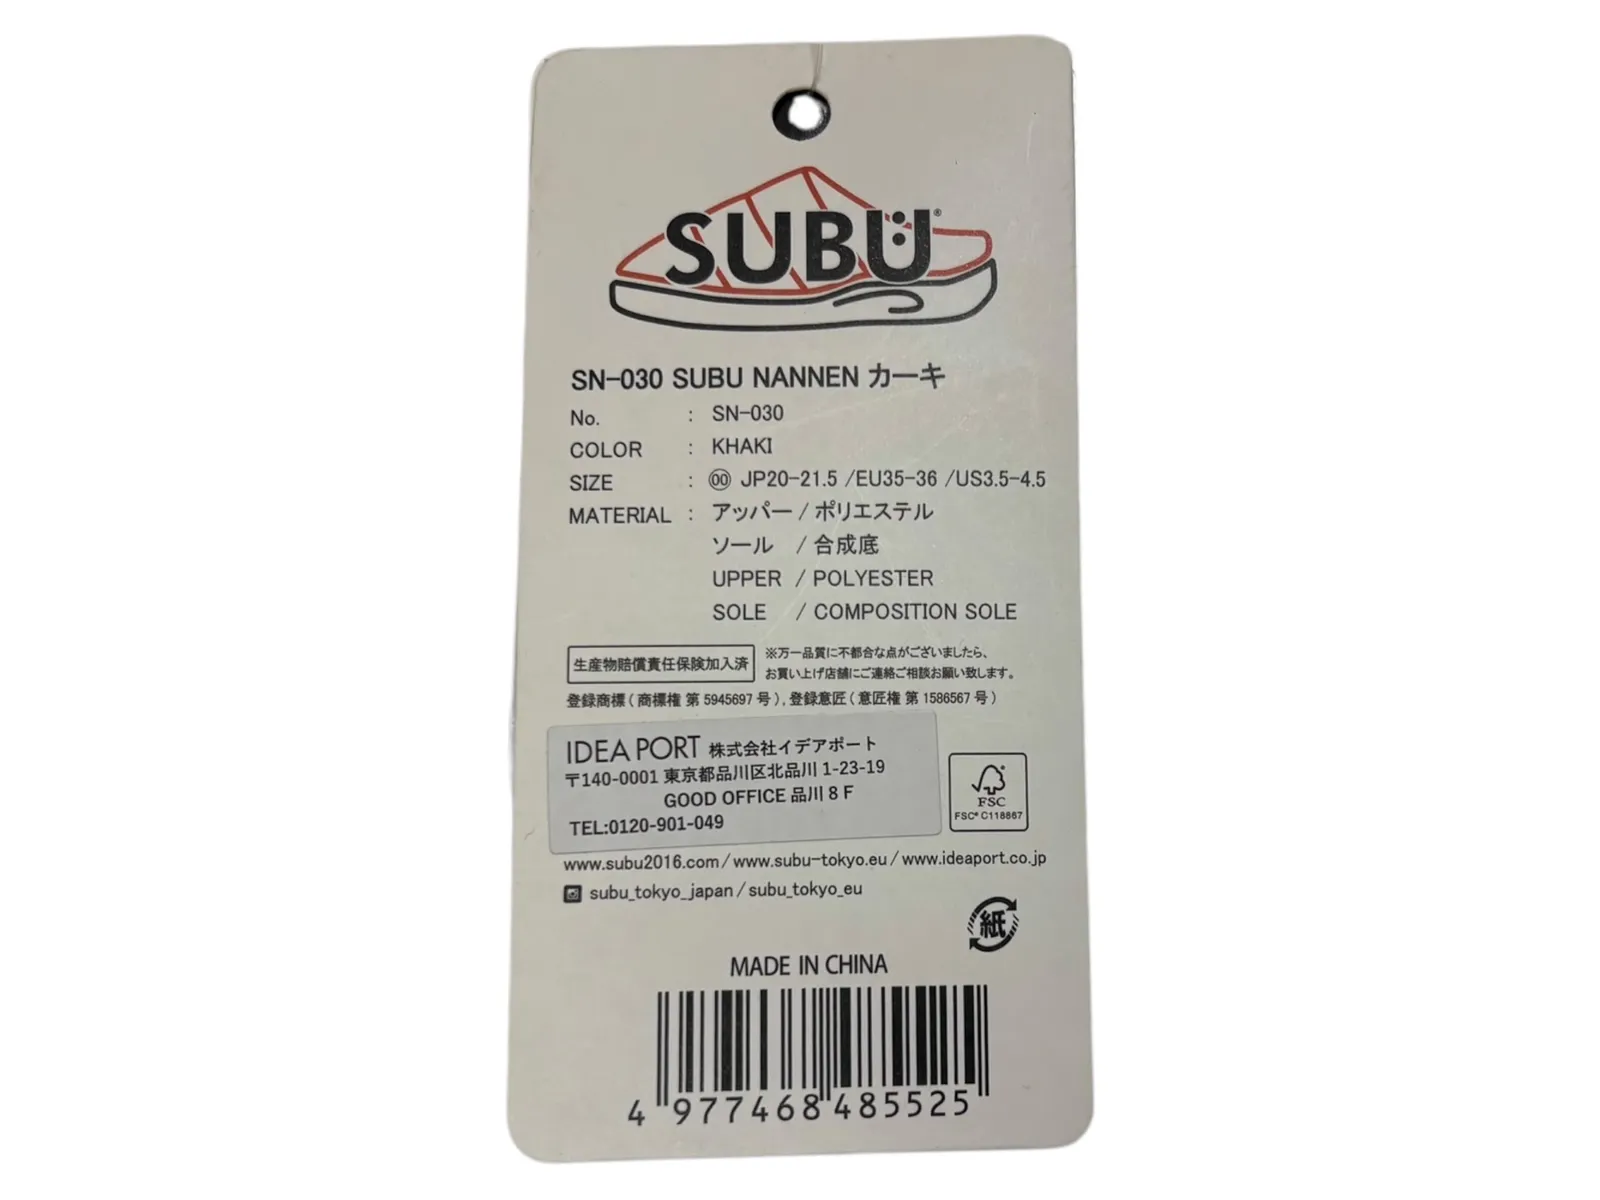 SUBU®
SN-030 SUBU NANNEN カーキ
No. : SN-030
COLOR : KHAKI
SIZE : 00 JP20-21.5 /EU35-36 /US3.5-4.5
MATERIAL : アッパー / ポリエステル
ソール / 合成底
UPPER / POLYESTER
SOLE / COMPOSITION SOLE
生産物賠償責任保険加入済
※万一品質に不都合な点がございましたら、
お買い上げ店舗にご連絡ご相談お願い致します。
登録商標 ( 商標権 第 5945697 号 ) , 登録意匠 ( 意匠権 第 1586567 号 )
IDEA PORT 株式会社イデアポート
〒140-0001 東京都品川区北品川 1-23-19
GOOD OFFICE 品川 8 F
TEL:0120-901-049
FSC
FSC® C118867
www.subu2016.com / www.subu-tokyo.eu / www.ideaport.co.jp
subu_tokyo_japan / subu_tokyo_eu
紙
MADE IN CHINA
4 977468 485525